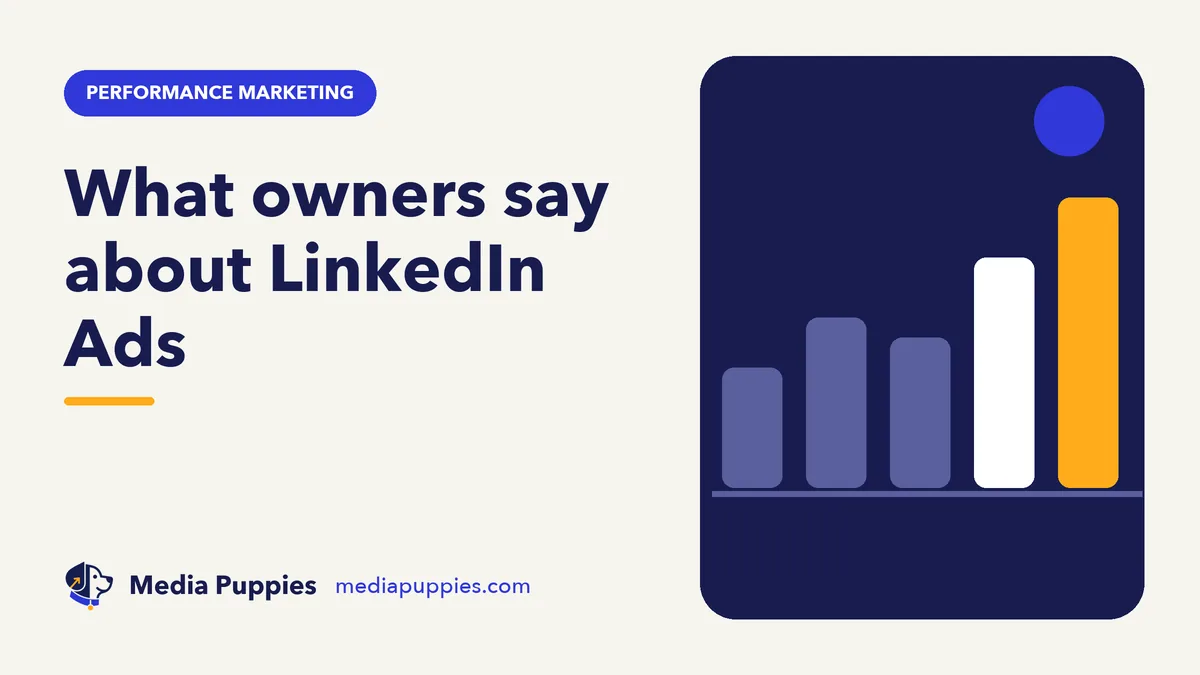 PERFORMANCE MARKETING
What owners say
about LinkedIn
Ads
Media Puppies mediapuppies.com